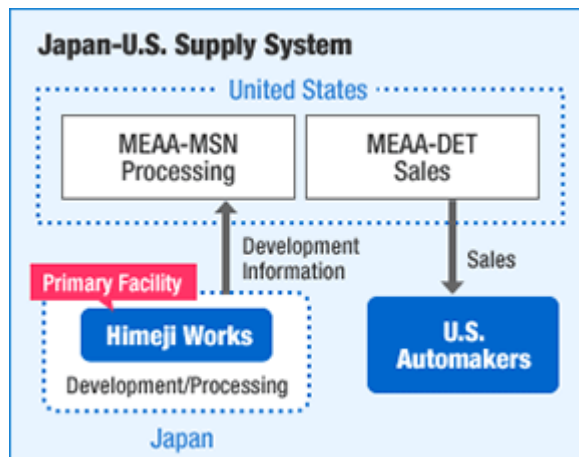 Japan-U.S. Supply System
United States
MEAA-MSN
Processing
MEAA-DET
Sales
Development
Information
Sales
Primary Facility
Himeji Works
Development/Processing
Japan
U.S.
Automakers